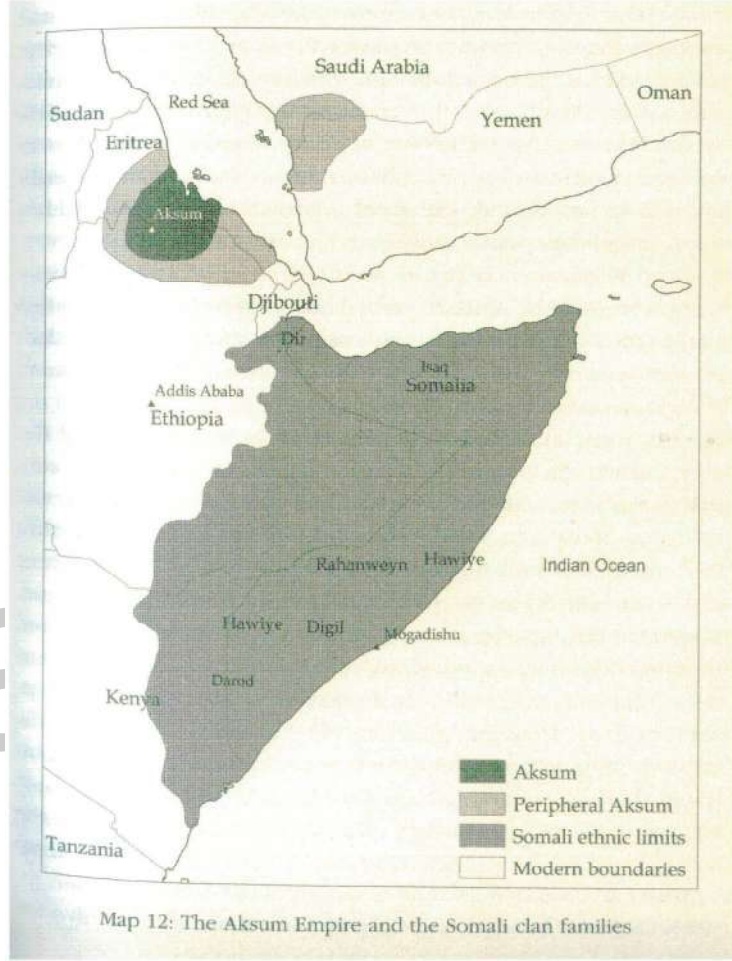 Saudi Arabia
Oman
Sudan
Red Sea
Yemen
Eritrea
Aksum
Djibouti
Dir
Isaq
Somalia
Addis Ababa
Ethiopia
Rahanweyn
Hawiye
Indian Ocean
Hawiye
Digil
Mogadishu
Darod
Kenya
Aksum
Peripheral Aksum
Somali ethnic limits
Modern boundaries
Tanzania
Map 12: The Aksum Empire and the Somali clan families